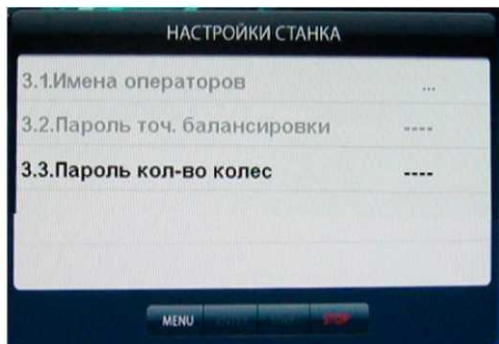 НАСТРОЙКИ СТАНКА
3.1.Имена операторов ...
3.2.Пароль точ. балансировки ----
3.3.Пароль кол-во колес ----
MENU STOP